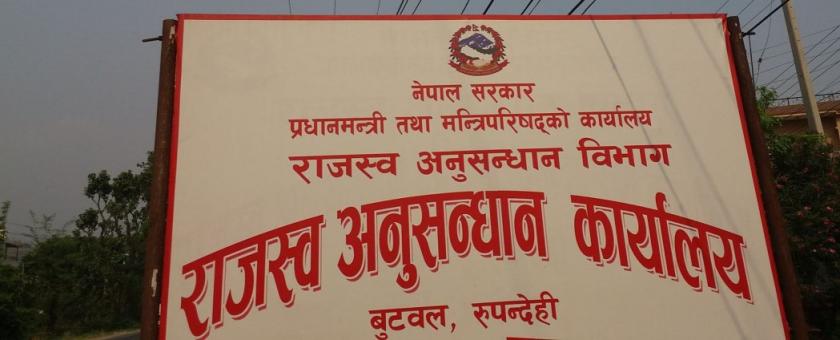 नेपाल सरकार
प्रधानमन्त्री तथा मन्त्रिपरिषद्को कार्यालय
राजस्व अनुसन्धान विभाग
राजस्व अनुसन्धान कार्यालय
बुटवल, रुपन्देही